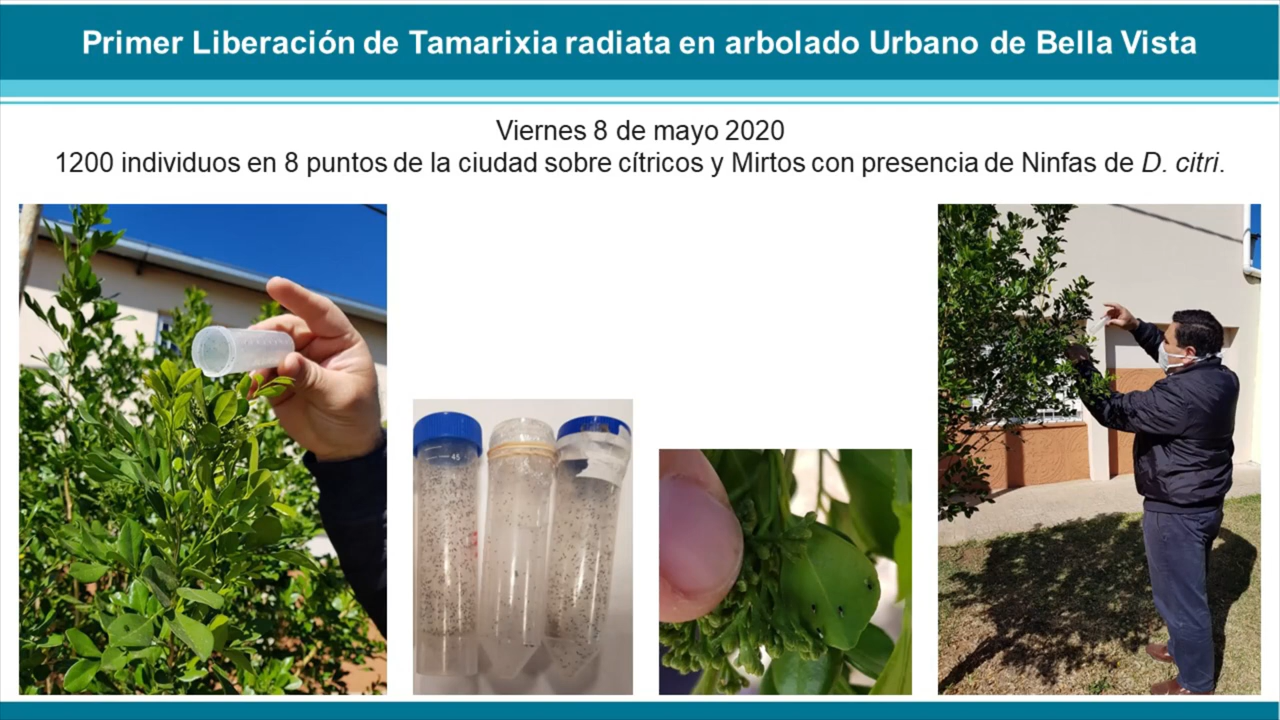 Primer Liberación de Tamarixia radiata en arbolado Urbano de Bella Vista
Viernes 8 de mayo 2020
1200 individuos en 8 puntos de la ciudad sobre cítricos y Mirtos con presencia de Ninfas de D. citri.
45